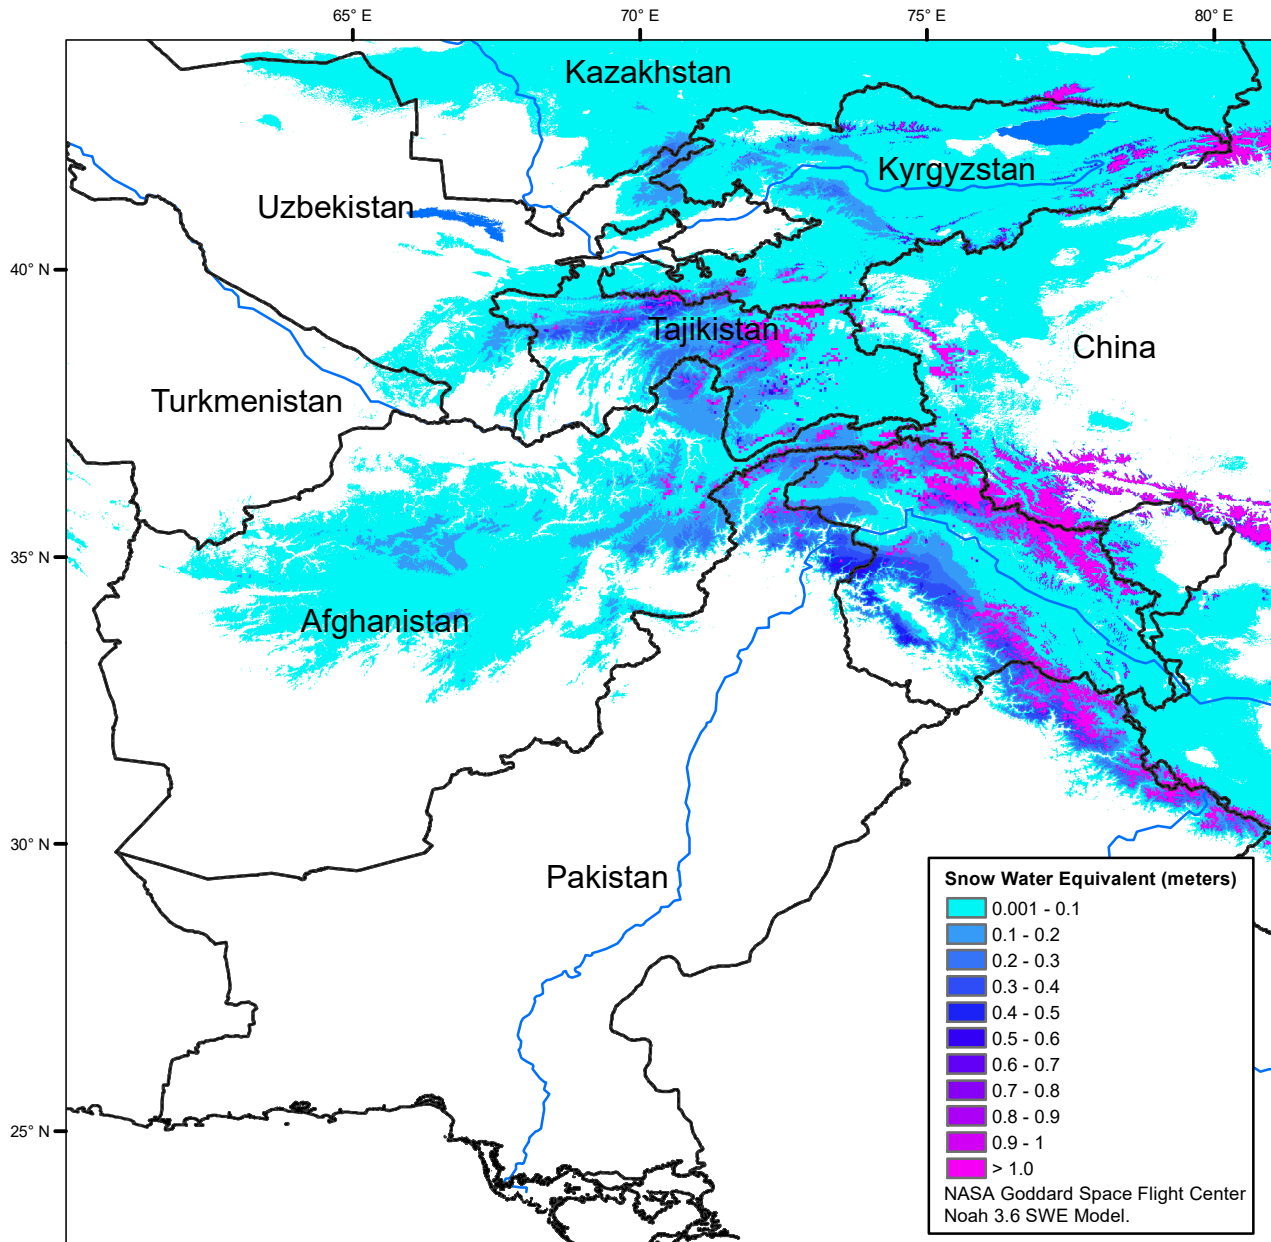 65° E
70° E
75° E
80° E
Kazakhstan
Kyrgyzstan
Uzbekistan
40° N
Tajikistan
China
Turkmenistan
35° N
Afghanistan
30° N
Pakistan
25° N
Snow Water Equivalent (meters)
0.001 - 0.1
0.1 - 0.2
0.2 - 0.3
0.3 - 0.4
0.4 - 0.5
0.5 - 0.6
0.6 - 0.7
0.7 - 0.8
0.8 - 0.9
0.9 - 1
> 1.0
NASA Goddard Space Flight Center
Noah 3.6 SWE Model.